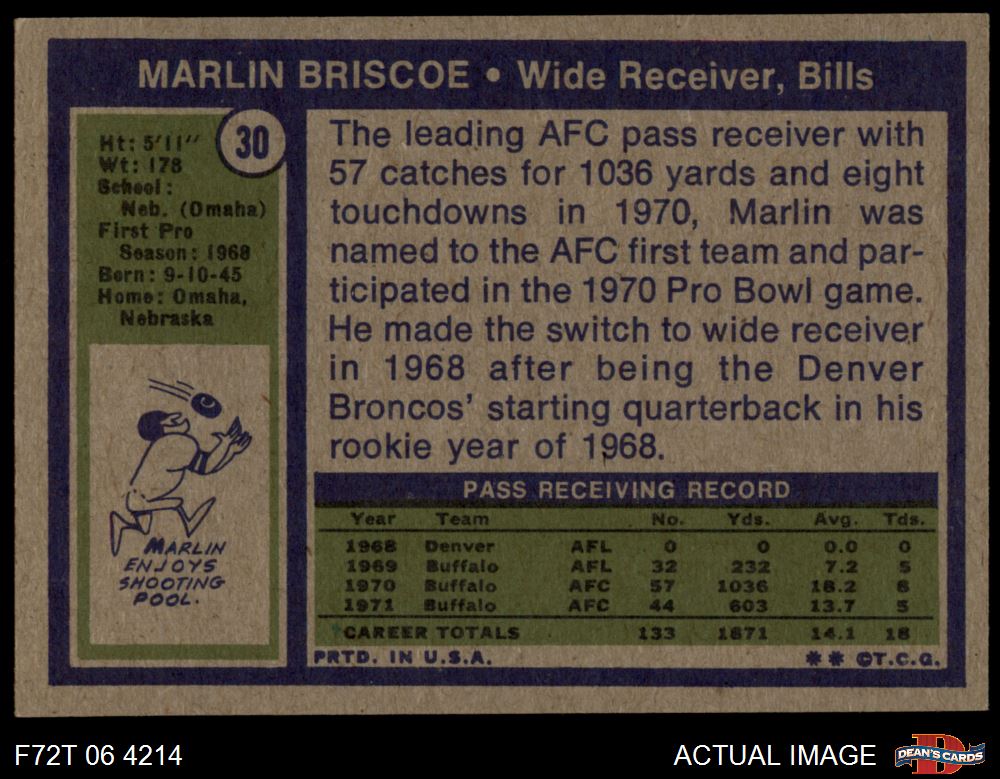 MARLIN BRISCOE • Wide Receiver, Bills
30
Ht: 5'11"
Wt: 178
School:
Neb. (Omaha)
First Pro
Season: 1968
Born: 9-10-45
Home: Omaha,
Nebraska
MARLIN
ENJOYS
SHOOTING
POOL.
The leading AFC pass receiver with
57 catches for 1036 yards and eight
touchdowns in 1970, Marlin was
named to the AFC first team and par-
ticipated in the 1970 Pro Bowl game.
He made the switch to wide receiver
in 1968 after being the Denver
Broncos' starting quarterback in his
rookie year of 1968.
PASS RECEIVING RECORD
Year Team No. Yds. Avg. Tds.
1968 Denver AFL 0 0 0.0 0
1969 Buffalo AFL 32 232 7.2 5
1970 Buffalo AFC 57 1036 18.2 8
1971 Buffalo AFC 44 603 13.7 5
*CAREER TOTALS 133 1871 14.1 18
PRTD. IN U.S.A. * * ©T.C.G.
F72T 06 4214 ACTUAL IMAGE DEAN'S CARDS